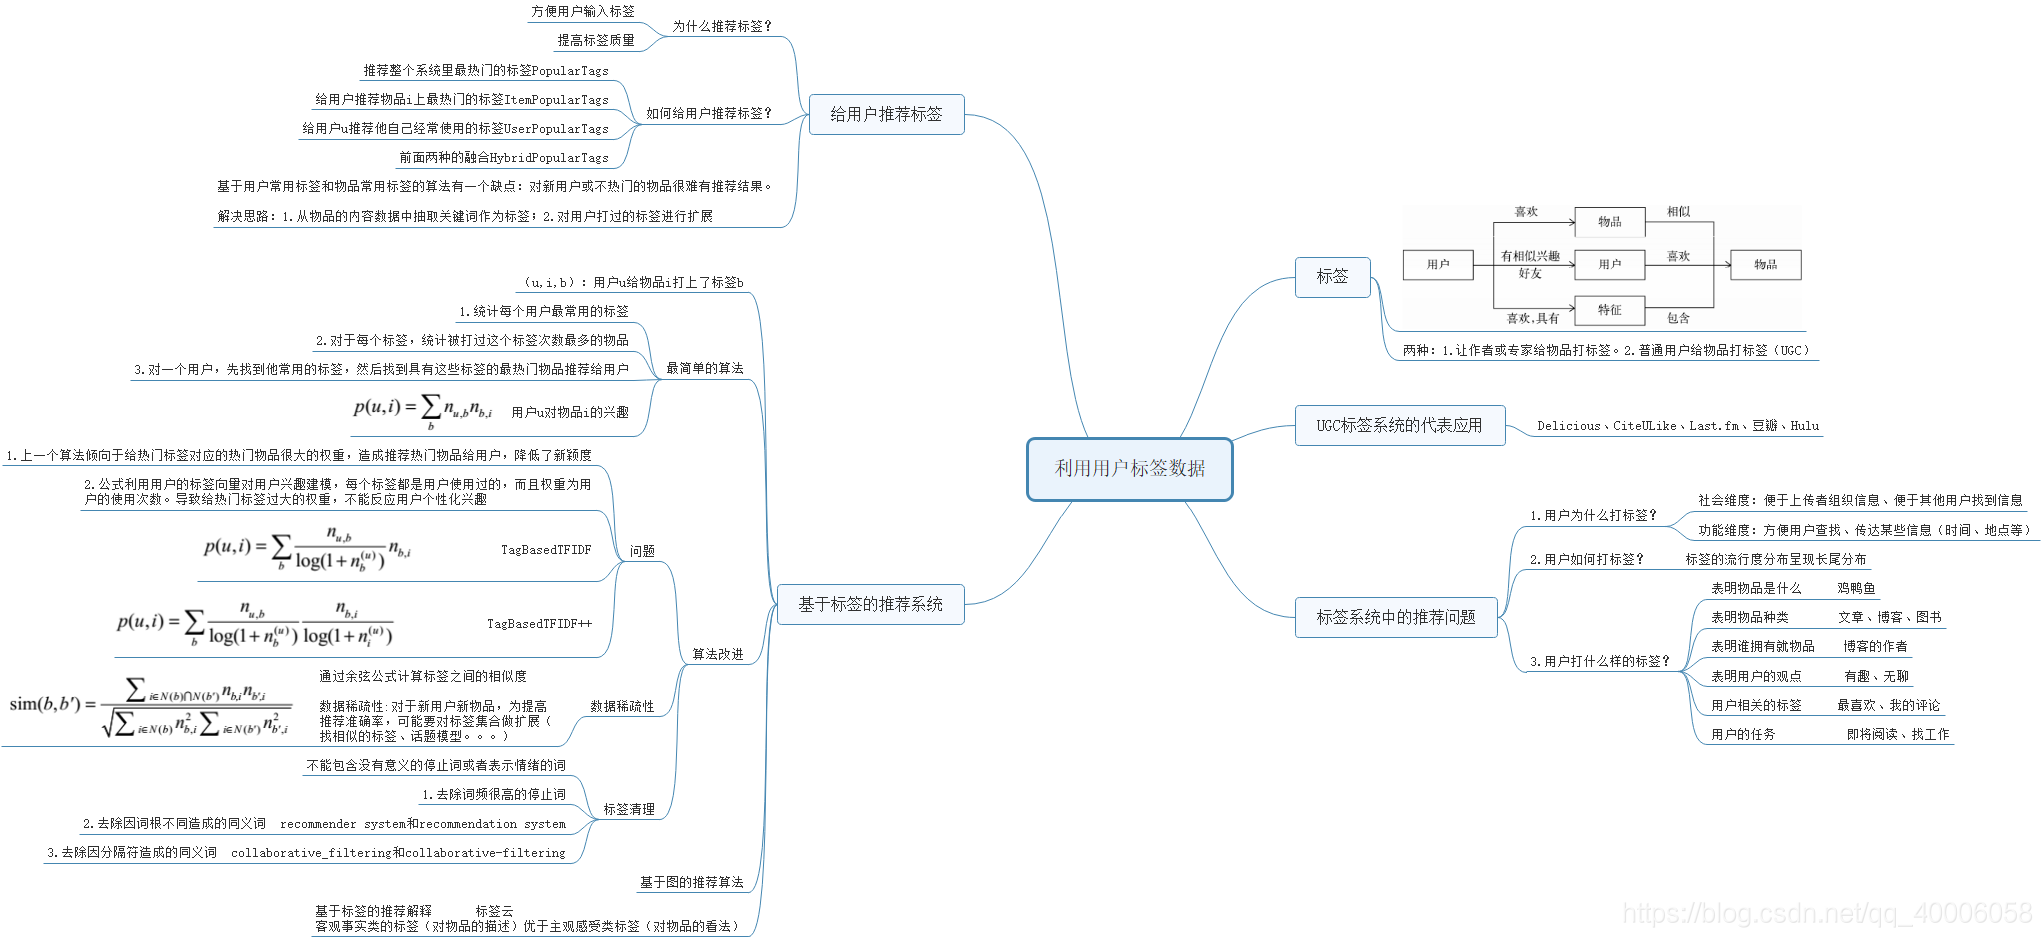 利用用户标签数据
给用户推荐标签
为什么推荐标签？
方便用户输入标签
提高标签质量
如何给用户推荐标签？
推荐整个系统里最热门的标签PopularTags
给用户推荐物品i上最热门的标签ItemPopularTags
给用户u推荐他自己经常使用的标签UserPopularTags
前面两种的融合HybridPopularTags
基于用户常用标签和物品常用标签的算法有一个缺点：对新用户或不热门的物品很难有推荐结果。
解决思路：1.从物品的内容数据中抽取关键词作为标签；2.对用户打过的标签进行扩展
基于标签的推荐系统
（u,i,b）：用户u给物品i打上了标签b
最简单的算法
1.统计每个用户最常用的标签
2.对于每个标签，统计被打过这个标签次数最多的物品
3.对一个用户，先找到他常用的标签，然后找到具有这些标签的最热门物品推荐给用户
p(u,i)=∑_b n_{u,b}n_{b,i} 用户u对物品i的兴趣
算法改进
问题
1.上一个算法倾向于给热门标签对应的热门物品很大的权重，造成推荐热门物品给用户，降低了新颖度
2.公式利用用户的标签向量对用户兴趣建模，每个标签都是用户使用过的，而且权重为用
户的使用次数。导致给热门标签过大的权重，不能反应用户个性化兴趣
p(u,i)=∑_b \frac{n_{u,b}}{log(1+n_b^{(u)})} n_{b,i} TagBasedTFIDF
p(u,i)=∑_b \frac{n_{u,b}}{log(1+n_b^{(u)})} \frac{n_{b,i}}{log(1+n_i^{(u)})} TagBasedTFIDF++
数据稀疏性
sim(b,b′)=\frac{∑_{i∈N(b)∩N(b′)} n_{b,i}n_{b′,i}}{\sqrt{∑_{i∈N(b)} n_{b,i}^2 ∑_{i∈N(b′)} n_{b′,i}^2}}
通过余弦公式计算标签之间的相似度
数据稀疏性:对于新用户新物品，为提高
推荐准确率，可能要对标签集合做扩展（
找相似的标签、话题模型。。。）
标签清理
不能包含没有意义的停止词或者表示情绪的词
1.去除词频很高的停止词
2.去除因词根不同造成的同义词 recommender system和recommendation system
3.去除因分隔符造成的同义词 collaborative_filtering和collaborative-filtering
基于图的推荐算法
基于标签的推荐解释 标签云
客观事实类的标签（对物品的描述）优于主观感受类标签（对物品的看法）
标签
用户
喜欢
物品
相似
有相似兴趣
好友
用户
喜欢
物品
喜欢,具有
特征
包含
两种：1.让作者或专家给物品打标签。2.普通用户给物品打标签（UGC）
UGC标签系统的代表应用
Delicious、CiteULike、Last.fm、豆瓣、Hulu
标签系统中的推荐问题
1.用户为什么打标签？
社会维度：便于上传者组织信息、便于其他用户找到信息
功能维度：方便用户查找、传达某些信息（时间、地点等）
2.用户如何打标签？ 标签的流行度分布呈现长尾分布
3.用户打什么样的标签？
表明物品是什么 鸡鸭鱼
表明物品种类 文章、博客、图书
表明谁拥有就物品 博客的作者
表明用户的观点 有趣、无聊
用户相关的标签 最喜欢、我的评论
用户的任务 即将阅读、找工作
https://blog.csdn.net/qq_40006058